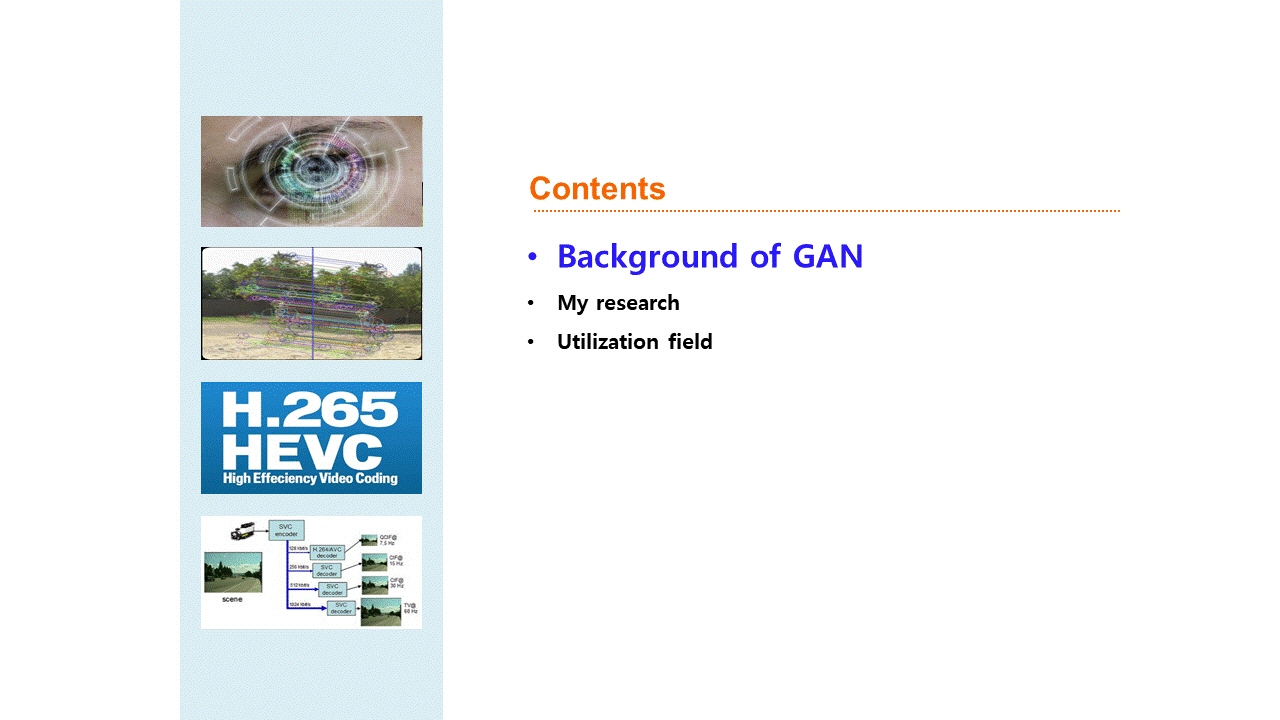 Contents
• Background of GAN
• My research
• Utilization field
H.265
HEVC
High Effeciency Video Coding
SVC
encoder
128 kbit/s
H.264/AVC
decoder
QCIF@
7.5 Hz
256 kbit/s
SVC
decoder
CIF@
15 Hz
512 kbit/s
SVC
decoder
CIF@
30 Hz
1024 kbit/s
SVC
decoder
TV@
60 Hz
scene